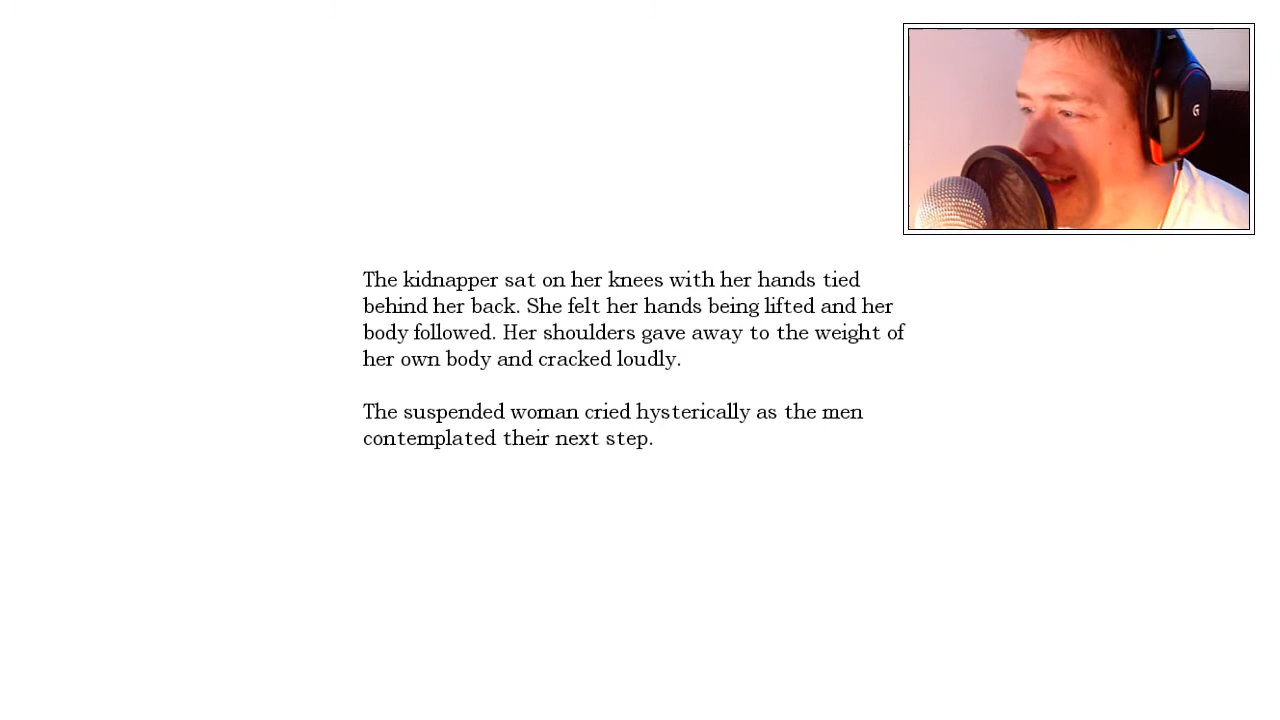 The kidnapper sat on her knees with her hands tied
behind her back. She felt her hands being lifted and her
body followed. Her shoulders gave away to the weight of
her own body and cracked loudly.
The suspended woman cried hysterically as the men
contemplated their next step.